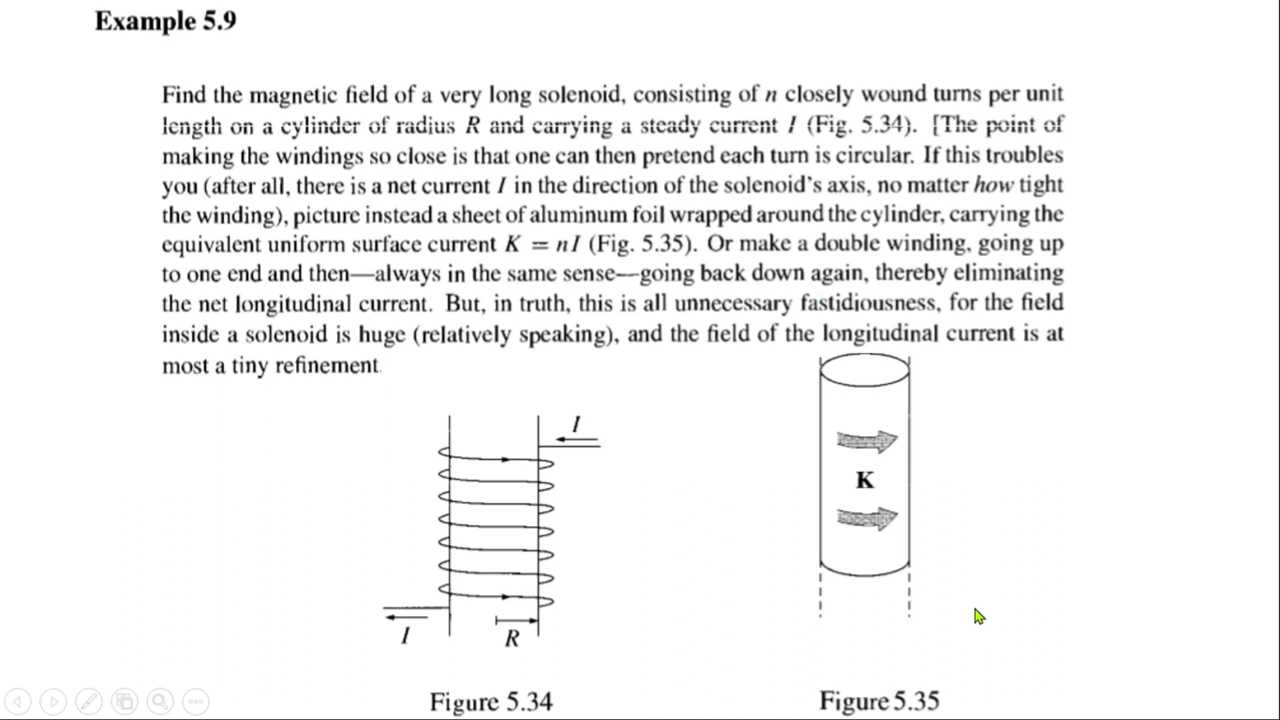 Example 5.9
Find the magnetic field of a very long solenoid, consisting of n closely wound turns per unit
length on a cylinder of radius R and carrying a steady current I (Fig. 5.34). [The point of
making the windings so close is that one can then pretend each turn is circular. If this troubles
you (after all, there is a net current I in the direction of the solenoid's axis, no matter how tight
the winding), picture instead a sheet of aluminum foil wrapped around the cylinder, carrying the
equivalent uniform surface current K = nI (Fig. 5.35). Or make a double winding, going up
to one end and then—always in the same sense—going back down again, thereby eliminating
the net longitudinal current. But, in truth, this is all unnecessary fastidiousness, for the field
inside a solenoid is huge (relatively speaking), and the field of the longitudinal current is at
most a tiny refinement.
I
K
I
R
Figure 5.34
Figure 5.35